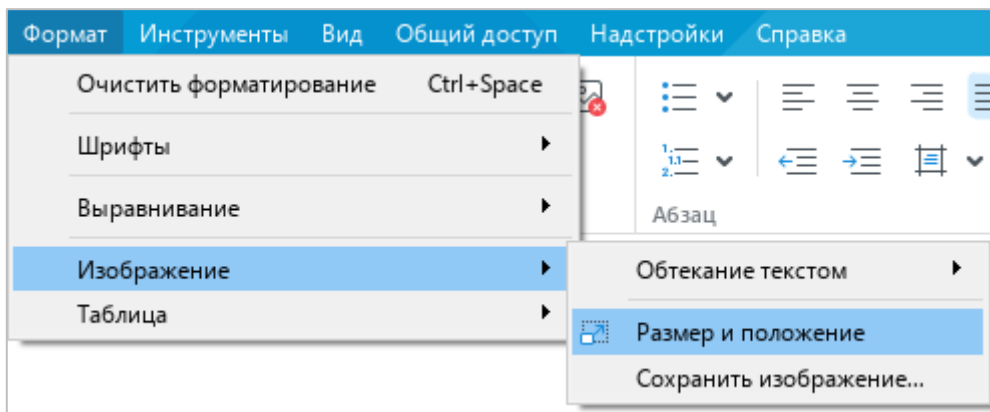 Формат Инструменты Вид Общий доступ Надстройки Справка
Очистить форматирование Ctrl+Space
Шрифты
Выравнивание
Абзац
Изображение
Обтекание текстом
Таблица
Размер и положение
Сохранить изображение...